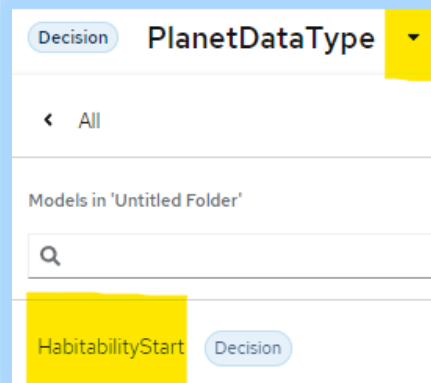 Decision PlanetDataType
All
Models in 'Untitled Folder'
HabitabilityStart Decision